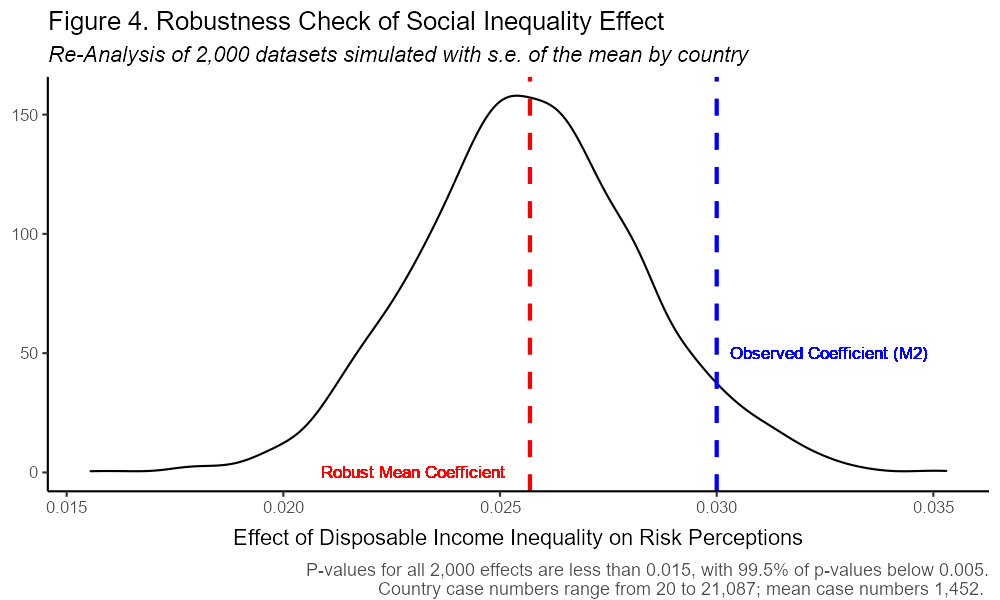 Figure 4. Robustness Check of Social Inequality Effect
Re-Analysis of 2,000 datasets simulated with s.e. of the mean by country
150
100
50
0
Observed Coefficient (M2)
Robust Mean Coefficient
0.015 0.020 0.025 0.030 0.035
Effect of Disposable Income Inequality on Risk Perceptions
P-values for all 2,000 effects are less than 0.015, with 99.5% of p-values below 0.005.
Country case numbers range from 20 to 21,087; mean case numbers 1,452.